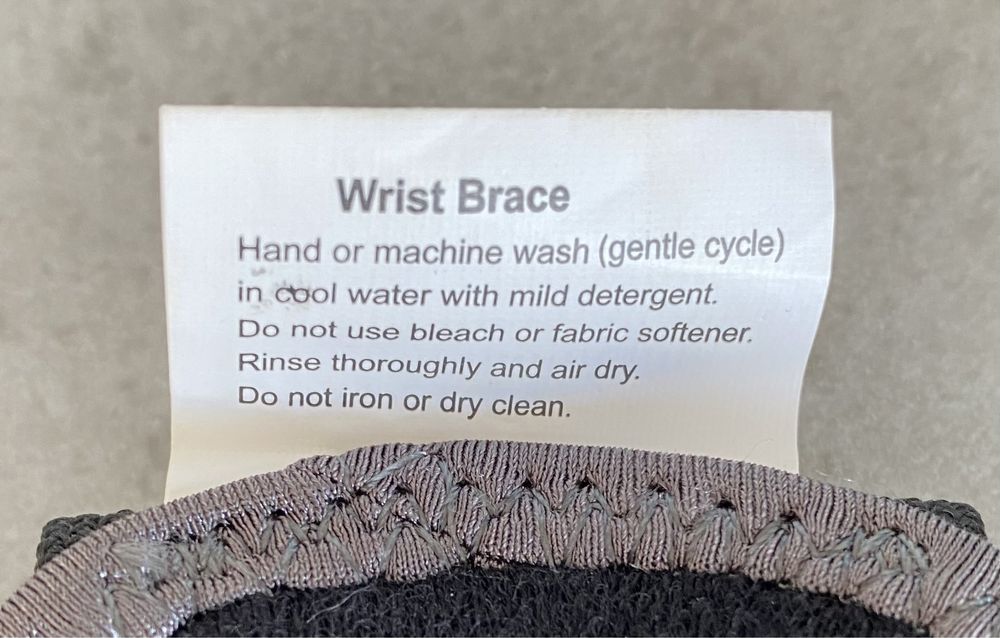 Wrist Brace
Hand or machine wash (gentle cycle)
in cool water with mild detergent.
Do not use bleach or fabric softener.
Rinse thoroughly and air dry.
Do not iron or dry clean.